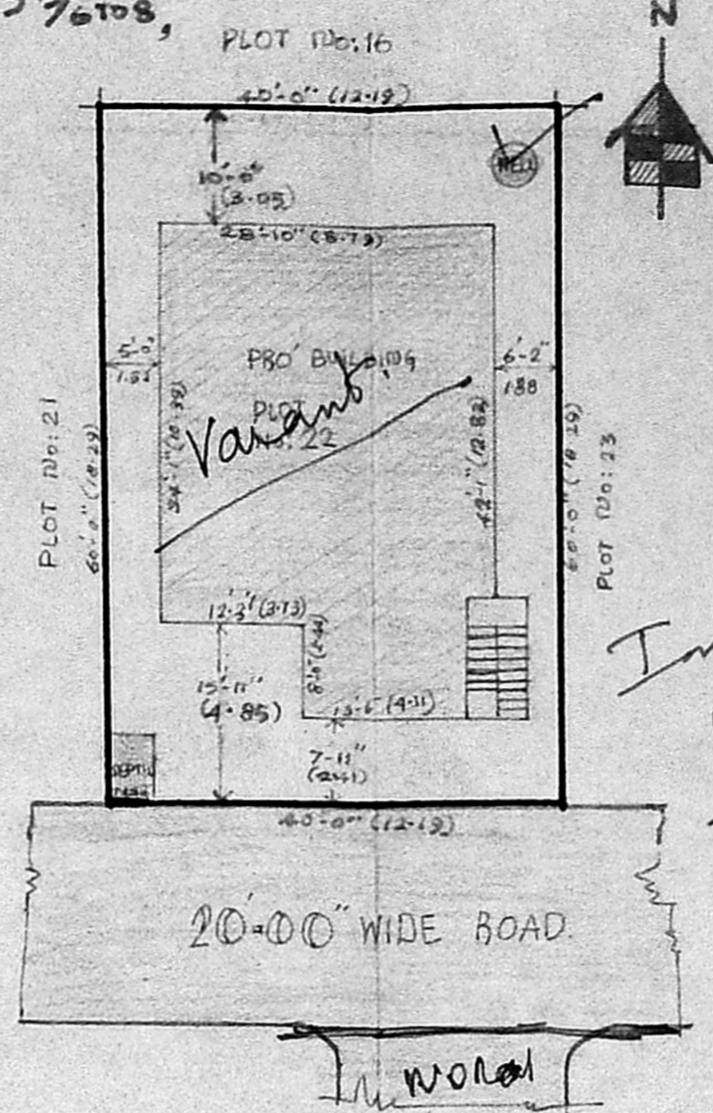 PLOT NO:16
N
40'-0" (12.19)
WELL
10'-0"
(3.05)
28'-10" (8.79)
5'-0"
1.52
PRO' BUILDING
6'-2"
1.88
PLOT
NO: 22
Vacant
34'-1" (10.39)
42'-1" (12.82)
PLOT NO: 21
60'-0" (18.29)
60'-0" (18.29)
PLOT NO: 23
12'-3" (3.73)
8'-0" (2.44)
15'-11"
(4.85)
13'-6" (4.11)
7'-11"
(2.41)
SEPTIC
TANK
40'-0" (12.19)
20'-00" WIDE ROAD